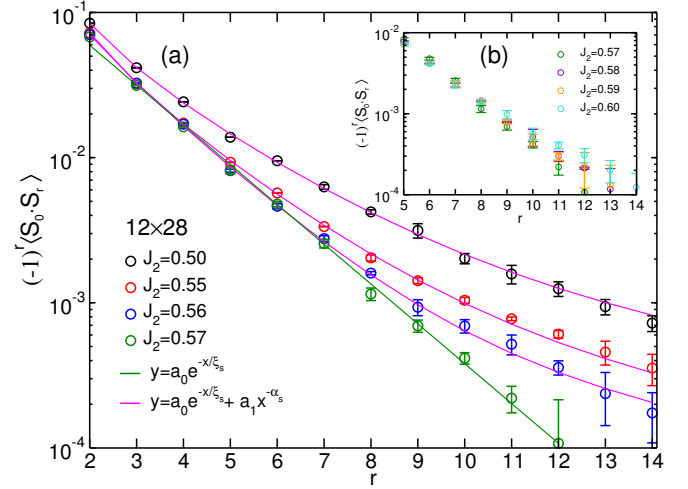 (a)
(-1)^r⟨S_0·S_r⟩
10^-1
10^-2
10^-3
10^-4
2 3 4 5 6 7 8 9 10 11 12 13 14
r
12×28
J_2=0.50
J_2=0.55
J_2=0.56
J_2=0.57
y=a_0e^{-x/ξ_s}
y=a_0e^{-x/ξ_s}+ a_1x^{-α_s}
(b)
(-1)^r⟨S_0·S_r⟩
10^-2
10^-3
10^-4
5 6 7 8 9 10 11 12 13 14
r
J_2=0.57
J_2=0.58
J_2=0.59
J_2=0.60